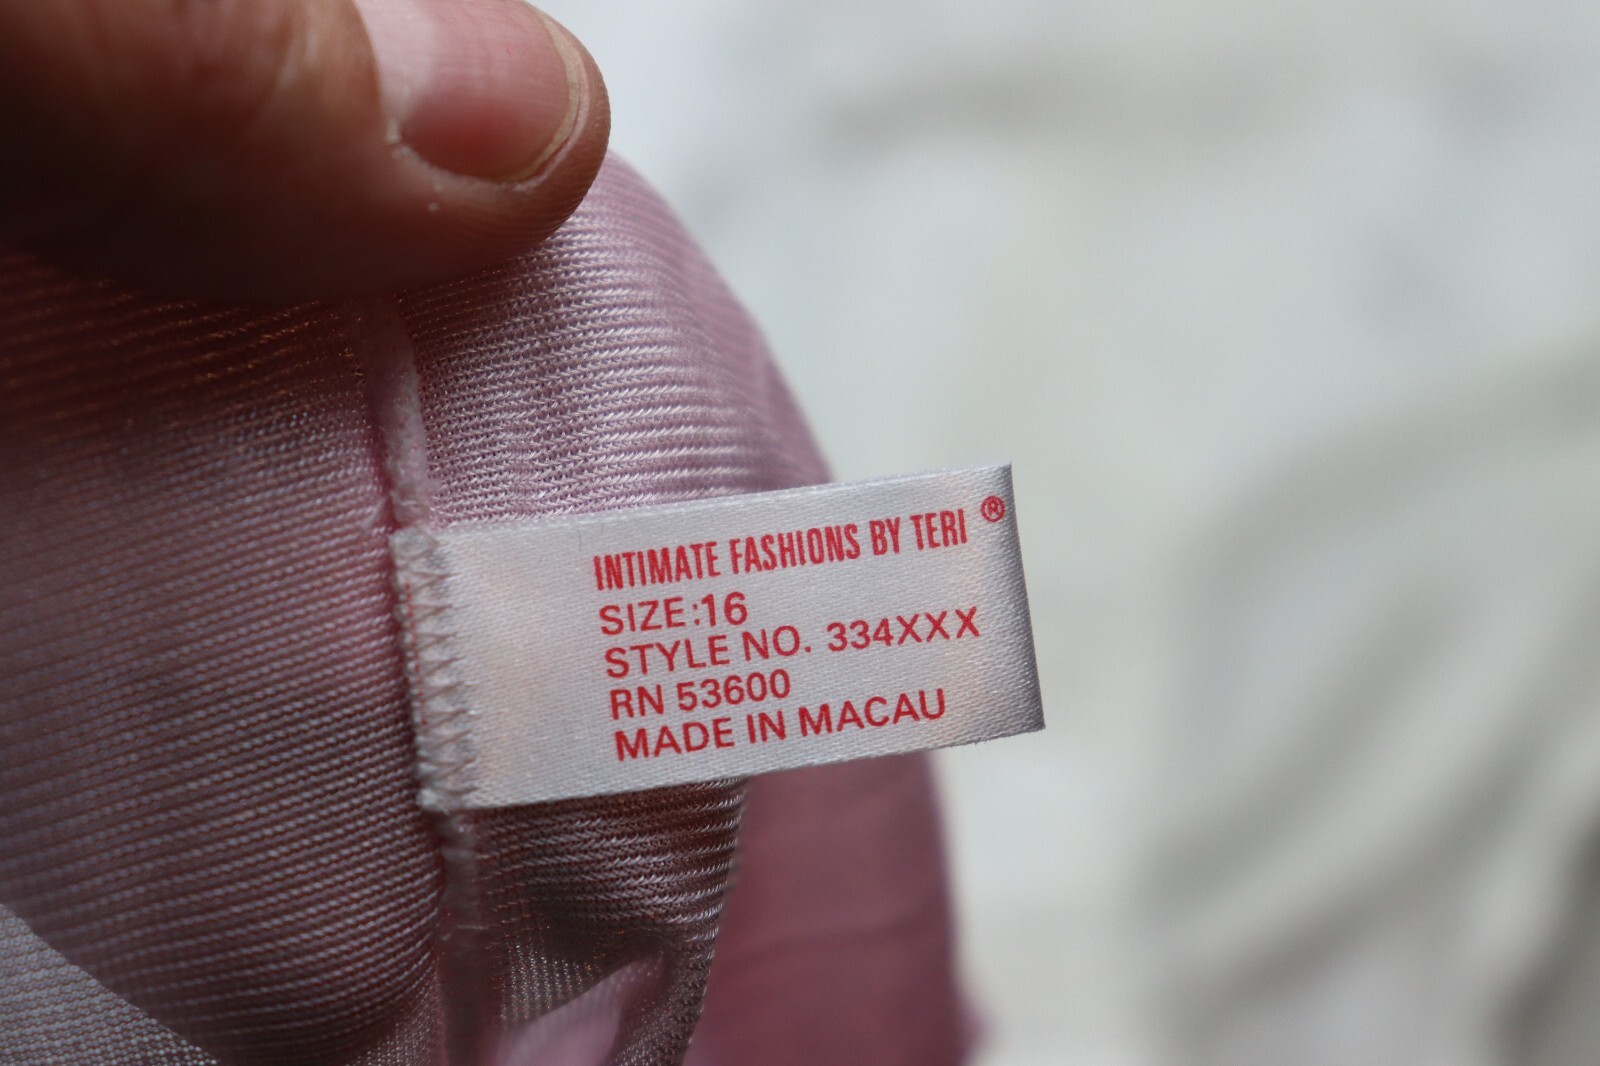 INTIMATE FASHIONS BY TERI ®
SIZE:16
STYLE NO. 334XXX
RN 53600
MADE IN MACAU